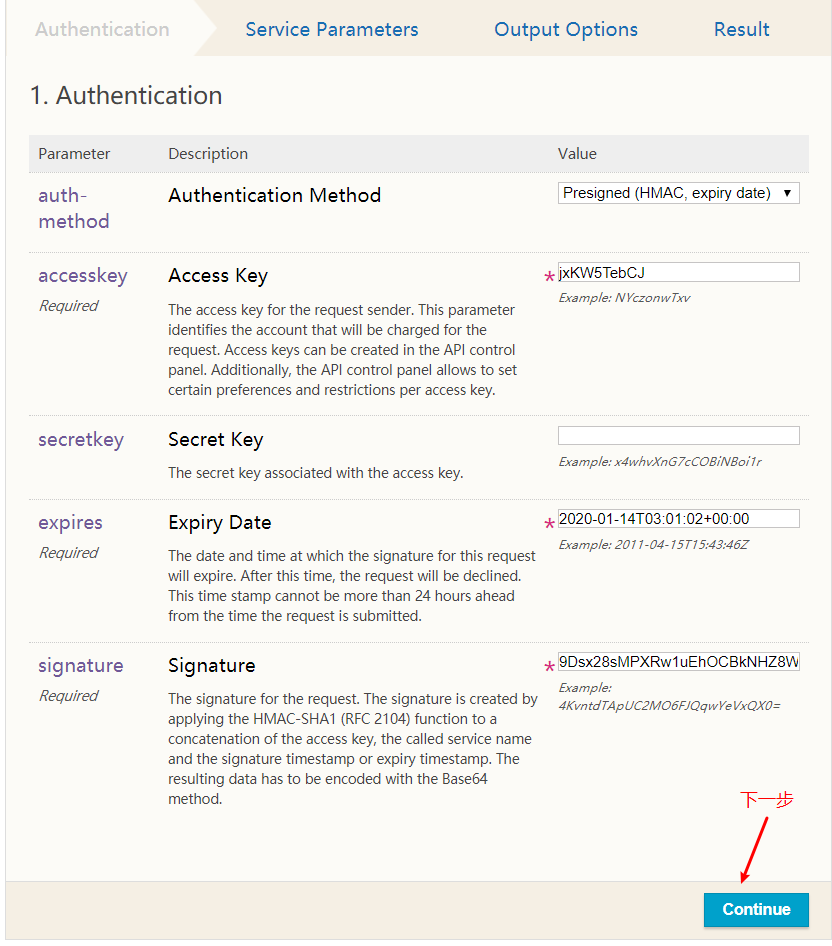 Authentication Service Parameters Output Options Result
1. Authentication
Parameter Description Value
auth-
method
Authentication Method
Presigned (HMAC, expiry date)
accesskey
Required
Access Key
The access key for the request sender. This parameter
identifies the account that will be charged for the
request. Access keys can be created in the API control
panel. Additionally, the API control panel allows to set
certain preferences and restrictions per access key.
* jxKW5TebCJ
Example: NYczonwTxv
secretkey
Secret Key
The secret key associated with the access key.
Example: x4whvXnG7cCOBiNBoi1r
expires
Required
Expiry Date
The date and time at which the signature for this request
will expire. After this time, the request will be declined.
This time stamp cannot be more than 24 hours ahead
from the time the request is submitted.
* 2020-01-14T03:01:02+00:00
Example: 2011-04-15T15:43:46Z
signature
Required
Signature
The signature for the request. The signature is created by
applying the HMAC-SHA1 (RFC 2104) function to a
concatenation of the access key, the called service name
and the signature timestamp or expiry timestamp. The
resulting data has to be encoded with the Base64
method.
* 9Dsx28sMPXRw1uEhOCBkNHZ8W
Example:
4KvntdTApUC2MO6FJQqwYeVxQX0=
下一步
Continue